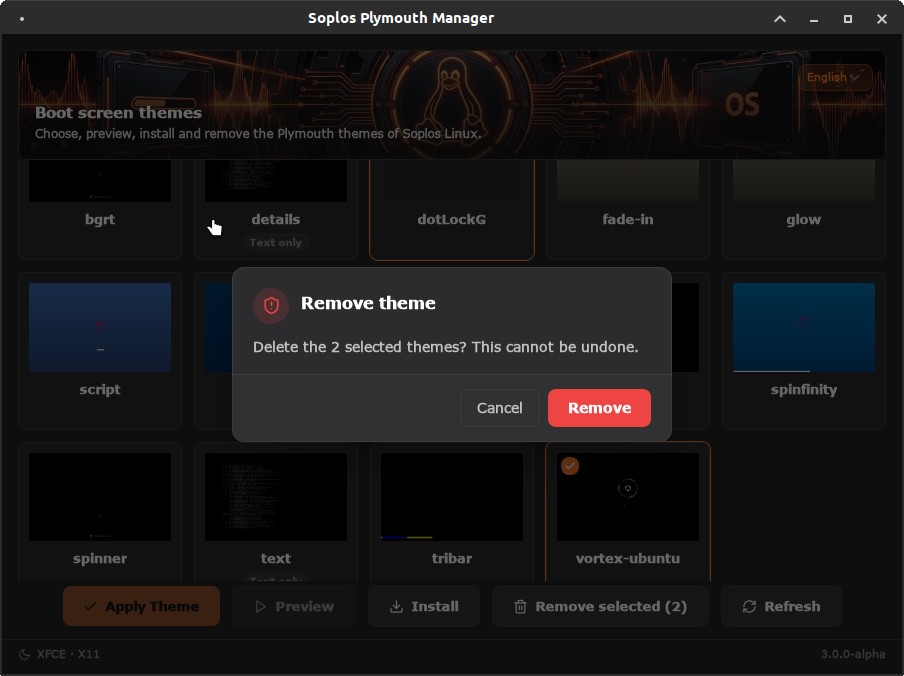 Soplos Plymouth Manager
English
OS
Boot screen themes
Choose, preview, install and remove the Plymouth themes of Soplos Linux.
bgrt
details
Text only
dotLockG
fade-in
glow
Remove theme
Delete the 2 selected themes? This cannot be undone.
Cancel
Remove
script
spinfinity
spinner
text
Text only
tribar
vortex-ubuntu
Apply Theme
Preview
Install
Remove selected (2)
Refresh
XFCE · X11
3.0.0-alpha